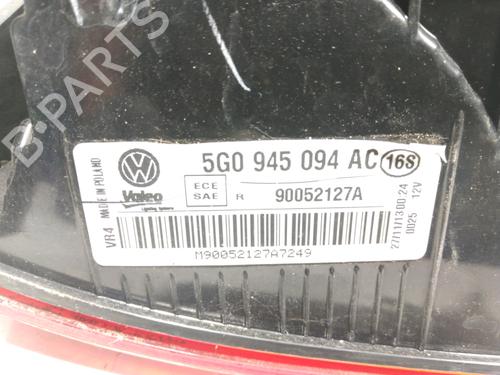 B-PARTS
5G0 945 094 AC 16S
VW
Valeo
ECE
SAE R 90052127A
M90052127A7249
VR4 MADE IN POLAND
27/11/13 00:24
0025 12V